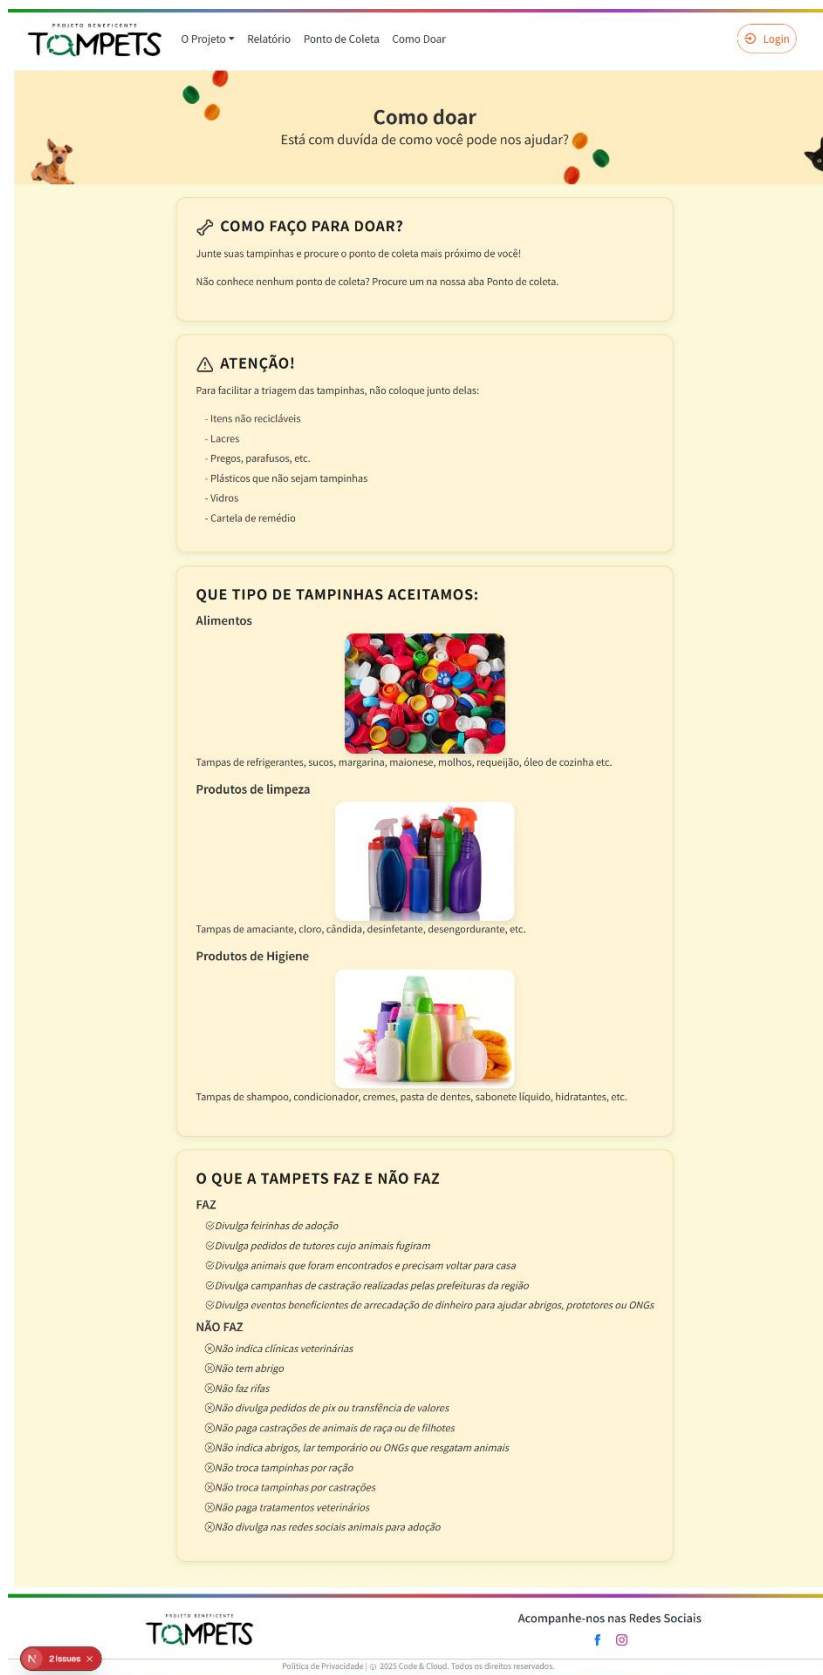 PROJETO BENEFICENTE
TAMPETS
O Projeto
Relatório
Ponto de Coleta
Como Doar
Login
Como doar
Está com duvída de como você pode nos ajudar?
COMO FAÇO PARA DOAR?
Junte suas tampinhas e procure o ponto de coleta mais próximo de você!
Não conhece nenhum ponto de coleta? Procure um na nossa aba Ponto de coleta.
ATENÇÃO!
Para facilitar a triagem das tampinhas, não coloque junto delas:
- Itens não recicláveis
- Lacres
- Pregos, parafusos, etc.
- Plásticos que não sejam tampinhas
- Vidros
- Cartela de remédio
QUE TIPO DE TAMPINHAS ACEITAMOS:
Alimentos
Tampas de refrigerantes, sucos, margarina, maionese, molhos, requeijão, óleo de cozinha etc.
Produtos de limpeza
Tampas de amaciante, cloro, cândida, desinfetante, desengordurante, etc.
Produtos de Higiene
Tampas de shampoo, condicionador, cremes, pasta de dentes, sabonete líquido, hidratantes, etc.
O QUE A TAMPETS FAZ E NÃO FAZ
FAZ
Divulga feirinhas de adoção
Divulga pedidos de tutores cujo animais fugiram
Divulga animais que foram encontrados e precisam voltar para casa
Divulga campanhas de castração realizadas pelas prefeituras da região
Divulga eventos beneficientes de arrecadação de dinheiro para ajudar abrigos, protetores ou ONGs
NÃO FAZ
Não indica clínicas veterinárias
Não tem abrigo
Não faz rifas
Não divulga pedidos de pix ou transfência de valores
Não paga castrações de animais de raça ou de filhotes
Não indica abrigos, lar temporário ou ONGs que resgatam animais
Não troca tampinhas por ração
Não troca tampinhas por castrações
Não paga tratamentos veterinários
Não divulga nas redes sociais animais para adoção
PROJETO BENEFICENTE
TAMPETS
Acompanhe-nos nas Redes Sociais
N 2 Issues ×
Política de Privacidade | © 2025 Code & Cloud. Todos os direitos reservados.